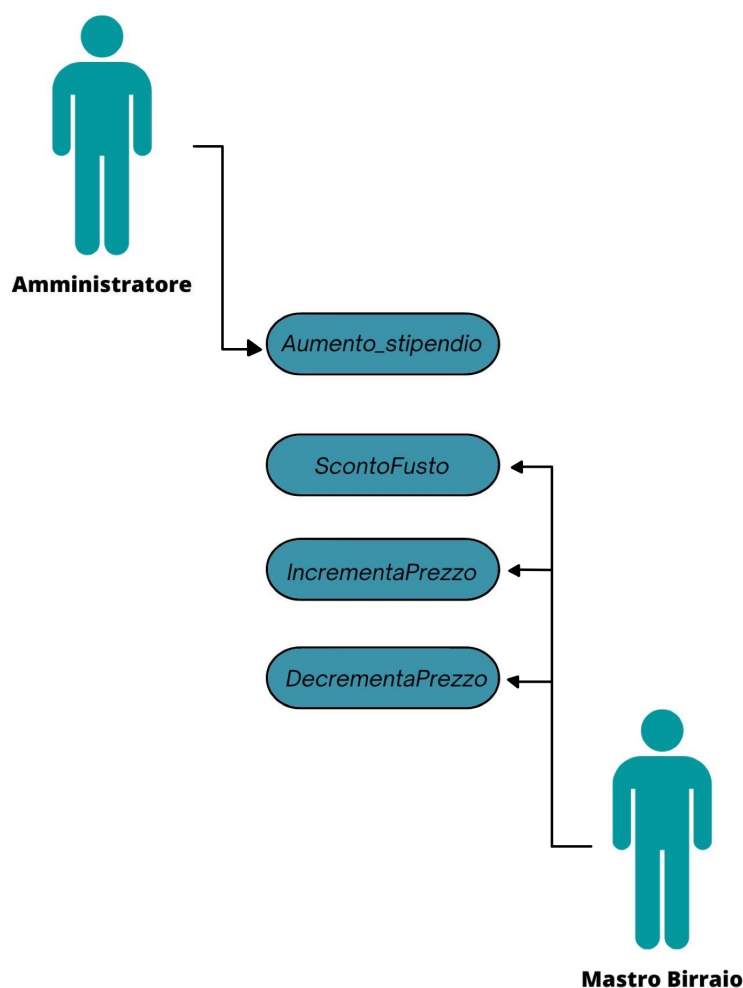 Amministratore
Aumento_stipendio
ScontoFusto
IncrementaPrezzo
DecrementaPrezzo
Mastro Birraio